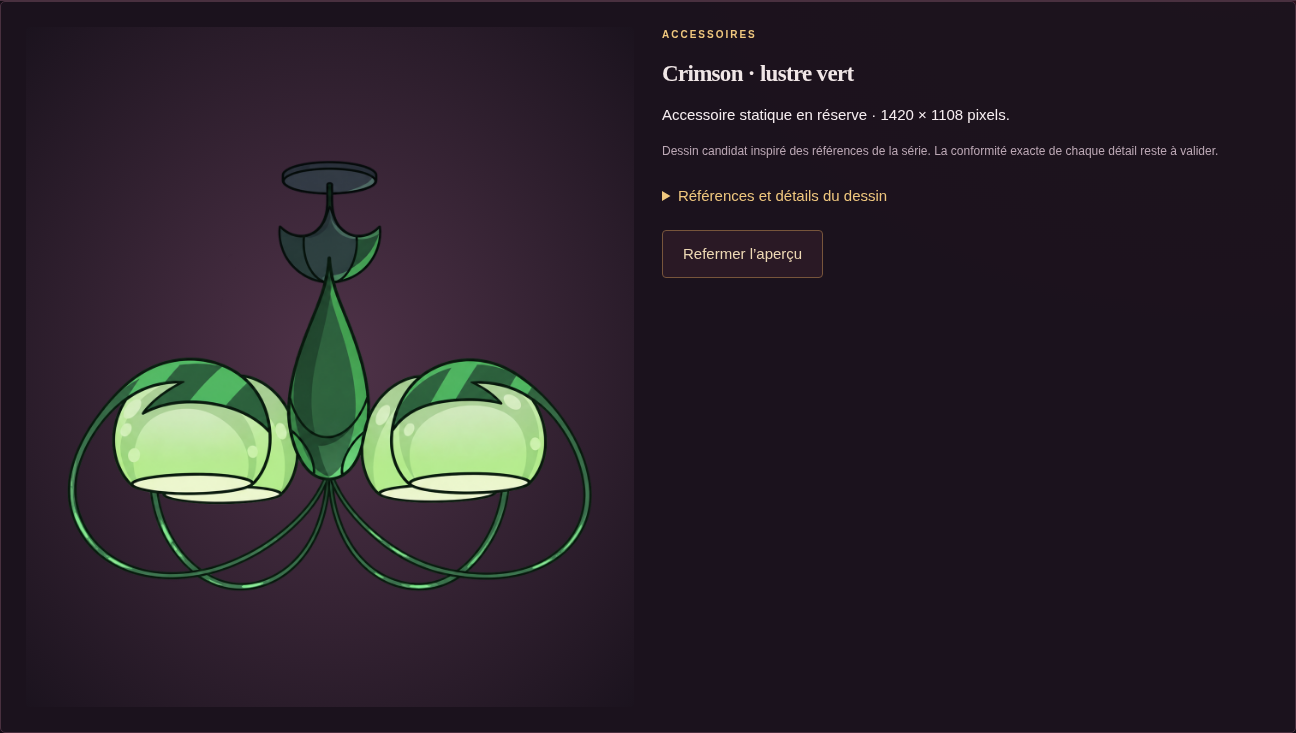 ACCESSOIRES
Crimson · lustre vert
Accessoire statique en réserve · 1420 × 1108 pixels.
Dessin candidat inspiré des références de la série. La conformité exacte de chaque détail reste à valider.
Références et détails du dessin
Refermer l’aperçu